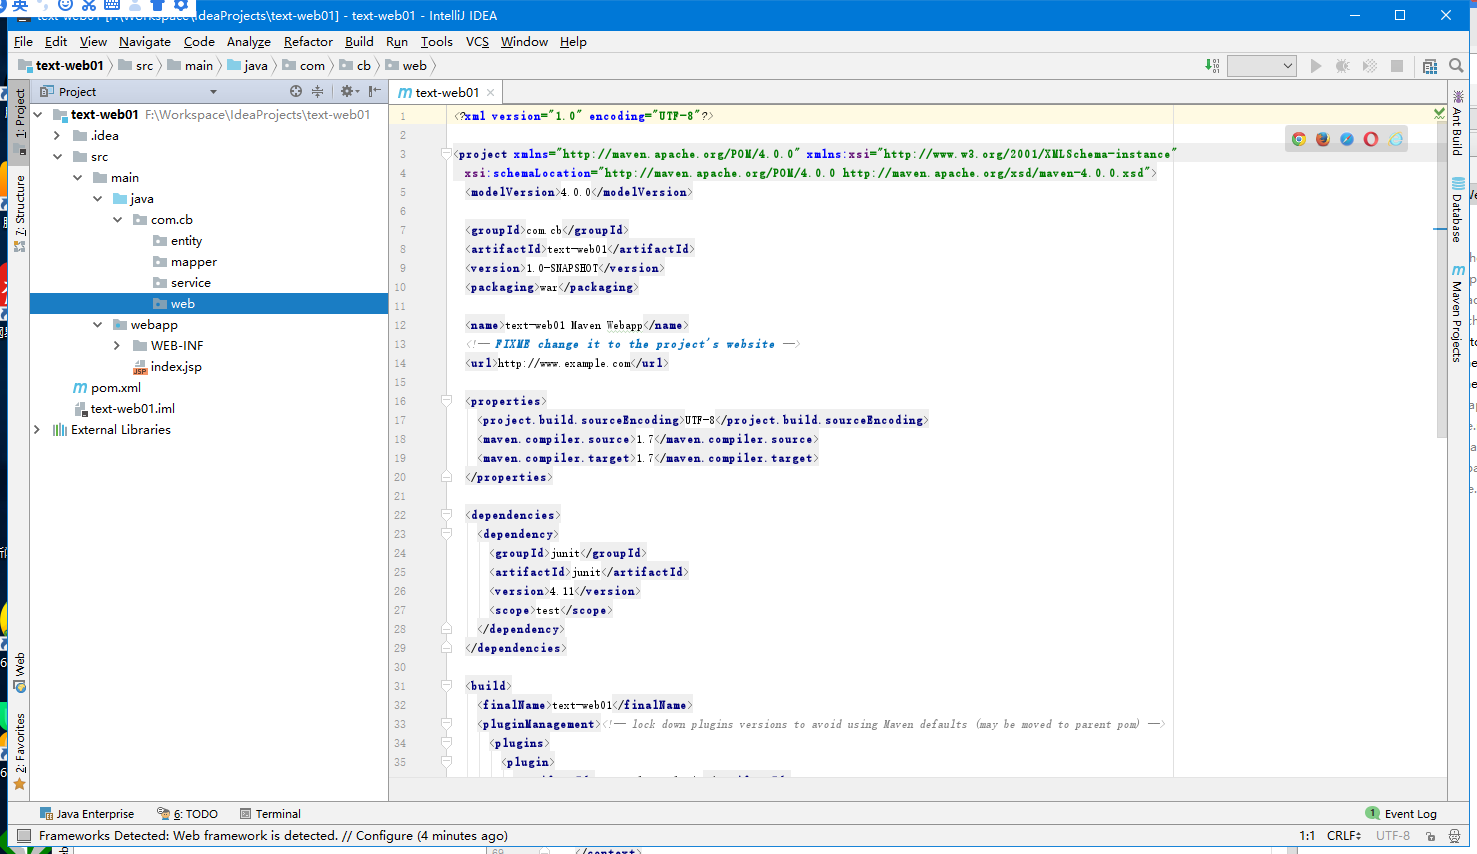 英
text-web01 [F:\Workspace\IdeaProjects\text-web01] - text-web01 - IntelliJ IDEA
File Edit View Navigate Code Analyze Refactor Build Run Tools VCS Window Help
text-web01 src main java com cb web
Project
text-web01 F:\Workspace\IdeaProjects\text-web01
.idea
src
main
java
com.cb
entity
mapper
service
web
webapp
WEB-INF
index.jsp
pom.xml
text-web01.iml
External Libraries
1: Project
7: Structure
Web
2: Favorites
text-web01
1 <?xml version="1.0" encoding="UTF-8"?>
2
3 <project xmlns="http://maven.apache.org/POM/4.0.0" xmlns:xsi="http://www.w3.org/2001/XMLSchema-instance"
4 xsi:schemaLocation="http://maven.apache.org/POM/4.0.0 http://maven.apache.org/xsd/maven-4.0.0.xsd">
5 <modelVersion>4.0.0</modelVersion>
6
7 <groupId>com.cb</groupId>
8 <artifactId>text-web01</artifactId>
9 <version>1.0-SNAPSHOT</version>
10 <packaging>war</packaging>
11
12 <name>text-web01 Maven Webapp</name>
13 <!-- FIXME change it to the project's website -->
14 <url>http://www.example.com</url>
15
16 <properties>
17 <project.build.sourceEncoding>UTF-8</project.build.sourceEncoding>
18 <maven.compiler.source>1.7</maven.compiler.source>
19 <maven.compiler.target>1.7</maven.compiler.target>
20 </properties>
21
22 <dependencies>
23 <dependency>
24 <groupId>junit</groupId>
25 <artifactId>junit</artifactId>
26 <version>4.11</version>
27 <scope>test</scope>
28 </dependency>
29 </dependencies>
30
31 <build>
32 <finalName>text-web01</finalName>
33 <pluginManagement><!-- lock down plugins versions to avoid using Maven defaults (may be moved to parent pom) -->
34 <plugins>
35 <plugin>
Ant Build
Database
Maven Projects
Java Enterprise 6: TODO Terminal 1 Event Log
Frameworks Detected: Web framework is detected. // Configure (4 minutes ago) 1:1 CRLF UTF-8
69 </context>